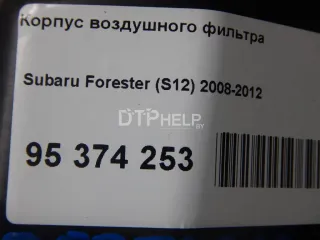 Корпус воздушного фильтра
Subaru Forester (S12) 2008-2012
DTPHELP.BY
95 374 253